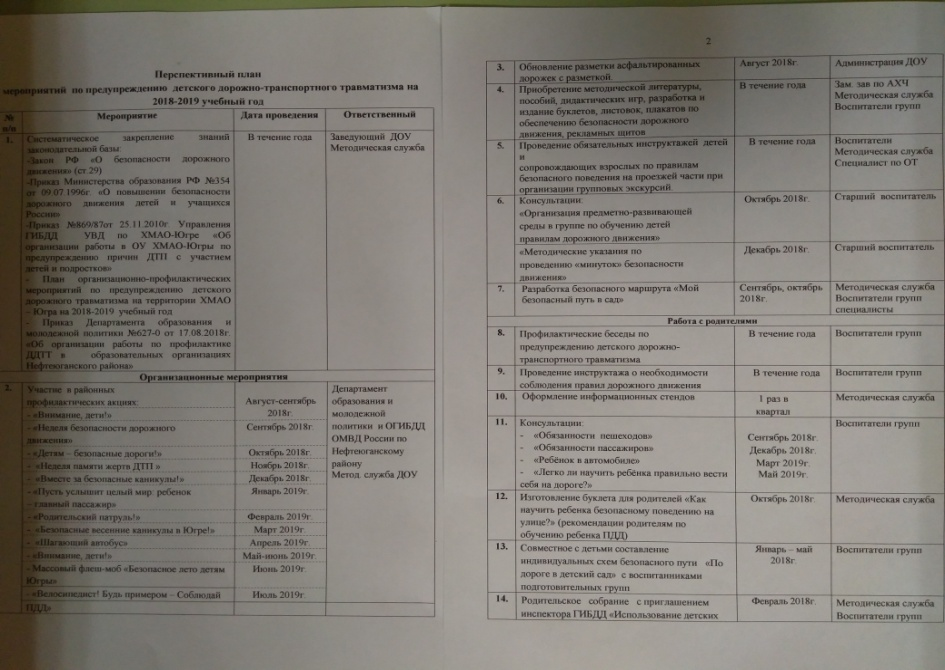 Перспективный план
мероприятий по предупреждению детского дорожно-транспортного травматизма на
2018-2019 учебный год
№ п/п Мероприятие Дата проведения Ответственный
1. Систематическое закрепление знаний В течение года Заведующий ДОУ
законодательной базы: Методическая служба
-Закон РФ «О безопасности дорожного
движения» (ст.29)
-Приказ Министерства образования РФ №354
от 09.07.1996г. «О повышении безопасности
дорожного движения детей и учащихся
России»
-Приказ №869/87от 25.11.2010г. Управления
ГИБДД УВД по ХМАО-Югре «Об
организации работы в ОУ ХМАО-Югры по
предупреждению причин ДТП с участием
детей и подростков»
- План организационно-профилактических
мероприятий по предупреждению детского
дорожного травматизма на территории ХМАО
– Югра на 2018-2019 учебный год
- Приказ Департамента образования и
молодежной политики №627-0 от 17.08.2018г.
«Об организации работы по профилактике
ДДТТ в образовательных организациях
Нефтеюганского района»
Организационные мероприятия
2. Участие в районных Департамент
профилактических акциях: Август-сентябрь образования и
- «Внимание, дети!» 2018г. молодежной
- «Неделя безопасности дорожного Сентябрь 2018г. политики и ОГИБДД
движения» ОМВД России по
- «Детям – безопасные дороги!» Октябрь 2018г. Нефтеюганскому
- «Неделя памяти жертв ДТП » Ноябрь 2018г. району
- «Вместе за безопасные каникулы!» Декабрь 2018г. Метод. служба ДОУ
- «Пусть услышит целый мир: ребенок Январь 2019г.
– главный пассажир»
- «Родительский патруль!» Февраль 2019г.
- «Безопасные весенние каникулы в Югре!» Март 2019г.
- «Шагающий автобус» Апрель 2019г.
- «Внимание, дети!» Май-июнь 2019г.
- Массовый флеш-моб «Безопасное лето детям Июнь 2019г.
Югры»
- «Велосипедист! Будь примером – Соблюдай Июль 2019г.
ПДД»
2
3. Обновление разметки асфальтированных Август 2018г. Администрация ДОУ
дорожек с разметкой.
4. Приобретение методической литературы, В течение года Зам. зав по АХЧ
пособий, дидактических игр, разработка и Методическая служба
издание буклетов, листовок, плакатов по Воспитатели групп
обеспечению безопасности дорожного
движения, рекламных щитов
5. Проведение обязательных инструктажей детей В течение года Воспитатели
и Методическая служба
сопровождающих взрослых по правилам Специалист по ОТ
безопасного поведения на проезжей части при
организации групповых экскурсий.
6. Консультации: Октябрь 2018г. Старший воспитатель
«Организация предметно-развивающей
среды в группе по обучению детей
правилам дорожного движения»
«Методические указания по Декабрь 2018г. Старший воспитатель
проведению «минуток» безопасности
движения»
7. Разработка безопасного маршрута «Мой Сентябрь, октябрь Методическая служба
безопасный путь в сад» 2018г. Воспитатели групп
специалисты
Работа с родителями
8. Профилактические беседы по В течение года Воспитатели групп
предупреждению детского дорожно-
транспортного травматизма
9. Проведение инструктажа о необходимости В течение года Воспитатели групп
соблюдения правил дорожного движения
10. Оформление информационных стендов 1 раз в Методическая служба
квартал
11. Консультации: Воспитатели групп
- «Обязанности пешеходов» Сентябрь 2018г.
- «Обязанности пассажиров» Декабрь 2018г.
- «Ребёнок в автомобиле» Март 2019г.
- «Легко ли научить ребёнка правильно вести Май 2019г.
себя на дороге?»
12. Изготовление буклета для родителей «Как Октябрь 2018г. Методическая служба
научить ребенка безопасному поведению на
улице?» (рекомендации родителям по
обучению ребенка ПДД)
13. Совместное с детьми составление Январь – май Воспитатели групп
индивидуальных схем безопасного пути «По 2018г
дороге в детский сад» с воспитанниками
подготовительных групп
14. Родительское собрание с приглашением Февраль 2018г. Методическая служба
инспектора ГИБДД «Использование детских Воспитатели групп